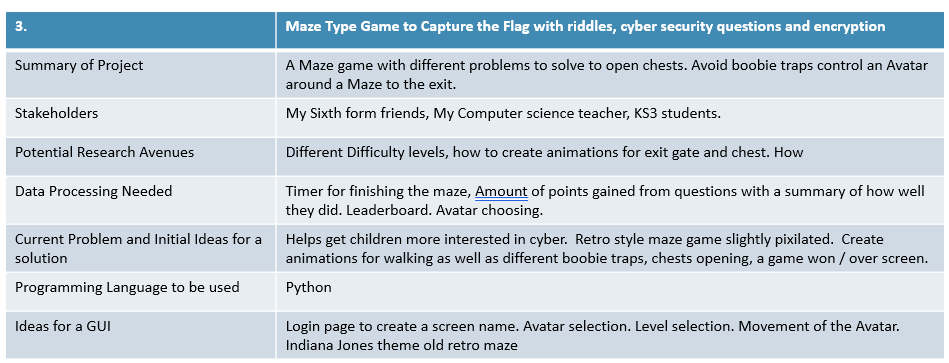 3.
Maze Type Game to Capture the Flag with riddles, cyber security questions and encryption
Summary of Project
A Maze game with different problems to solve to open chests. Avoid boobie traps control an Avatar
around a Maze to the exit.
Stakeholders
My Sixth form friends, My Computer science teacher, KS3 students.
Potential Research Avenues
Different Difficulty levels, how to create animations for exit gate and chest. How
Data Processing Needed
Timer for finishing the maze, Amount of points gained from questions with a summary of how well
they did. Leaderboard. Avatar choosing.
Current Problem and Initial Ideas for a
solution
Helps get children more interested in cyber.  Retro style maze game slightly pixilated.  Create
animations for walking as well as different boobie traps, chests opening, a game won / over screen.
Programming Language to be used
Python
Ideas for a GUI
Login page to create a screen name. Avatar selection. Level selection. Movement of the Avatar.
Indiana Jones theme old retro maze